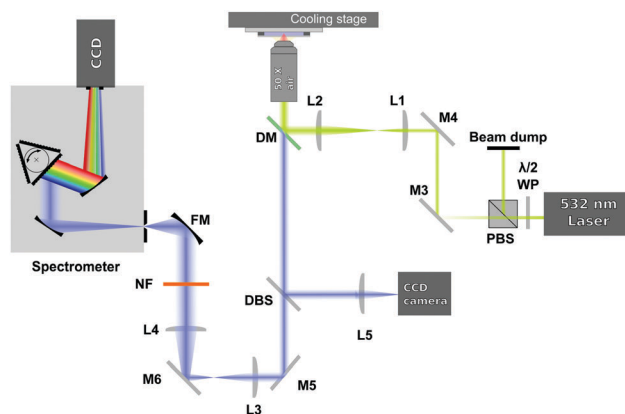 Cooling stage
CCD
50 X
air
L2
L1
M4
DM
Beam dump
λ/2
WP
M3
532 nm
Laser
PBS
FM
Spectrometer
NF
DBS
CCD
camera
L4
L5
M6
L3
M5